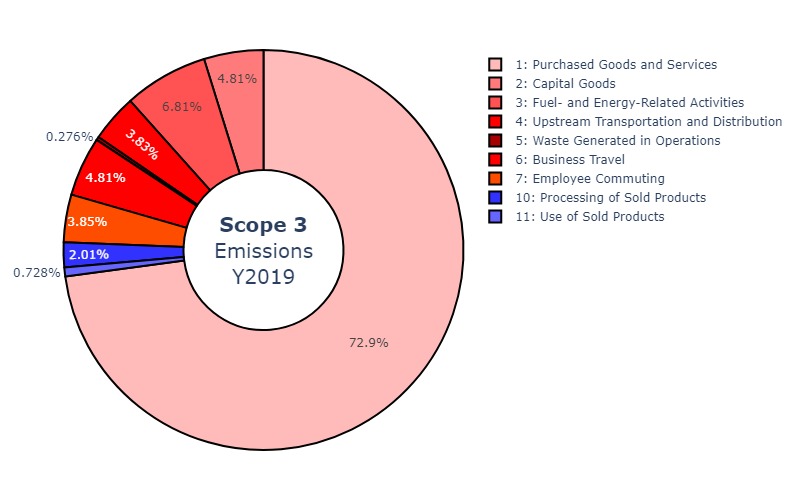 4.81%
6.81%
3.83%
0.276%
4.81%
3.85%
2.01%
0.728%
72.9%
Scope 3
Emissions
Y2019
1: Purchased Goods and Services
2: Capital Goods
3: Fuel- and Energy-Related Activities
4: Upstream Transportation and Distribution
5: Waste Generated in Operations
6: Business Travel
7: Employee Commuting
10: Processing of Sold Products
11: Use of Sold Products